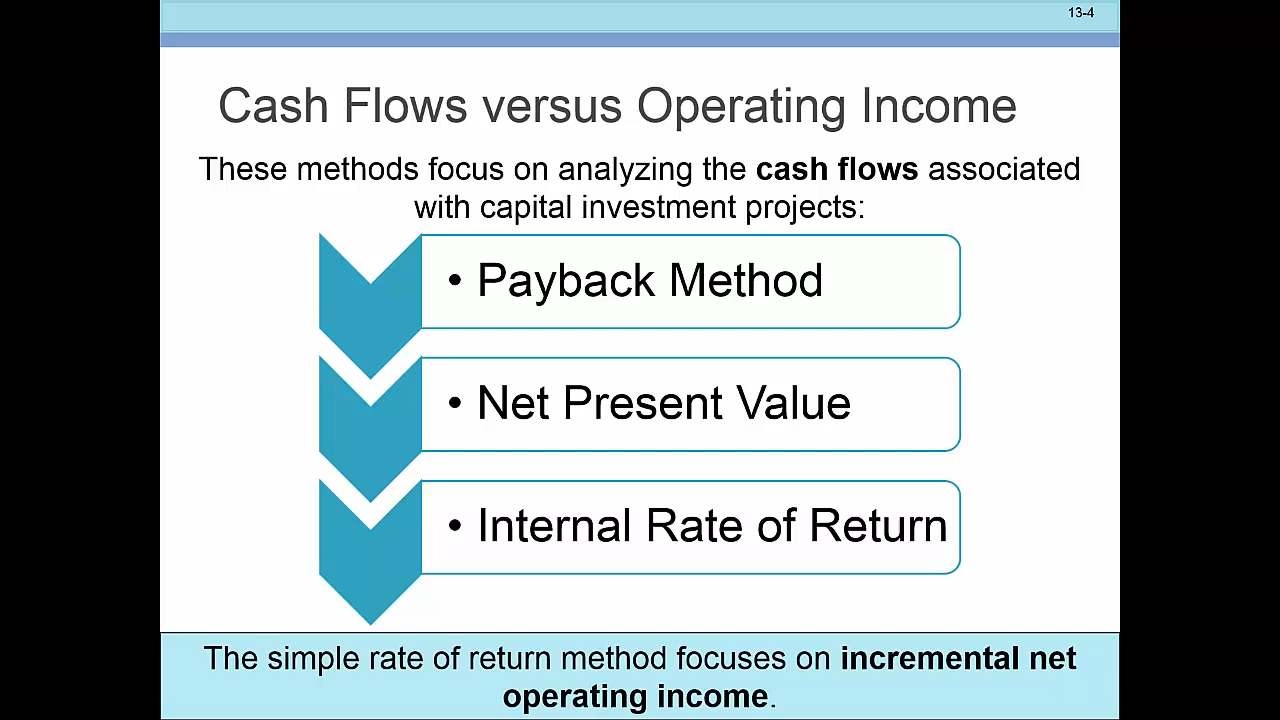 13-4
Cash Flows versus Operating Income
These methods focus on analyzing the cash flows associated
with capital investment projects:
• Payback Method
• Net Present Value
• Internal Rate of Return
The simple rate of return method focuses on incremental net
operating income.